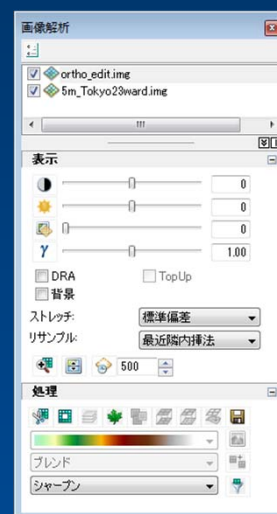 画像解析
ortho_edit.img
5m_Tokyo23ward.img
表示
0
0
0
γ 1.00
DRA TopUp
背景
ストレッチ: 標準偏差
リサンプル: 最近隣内挿法
500
処理
ブレンド
シャープン